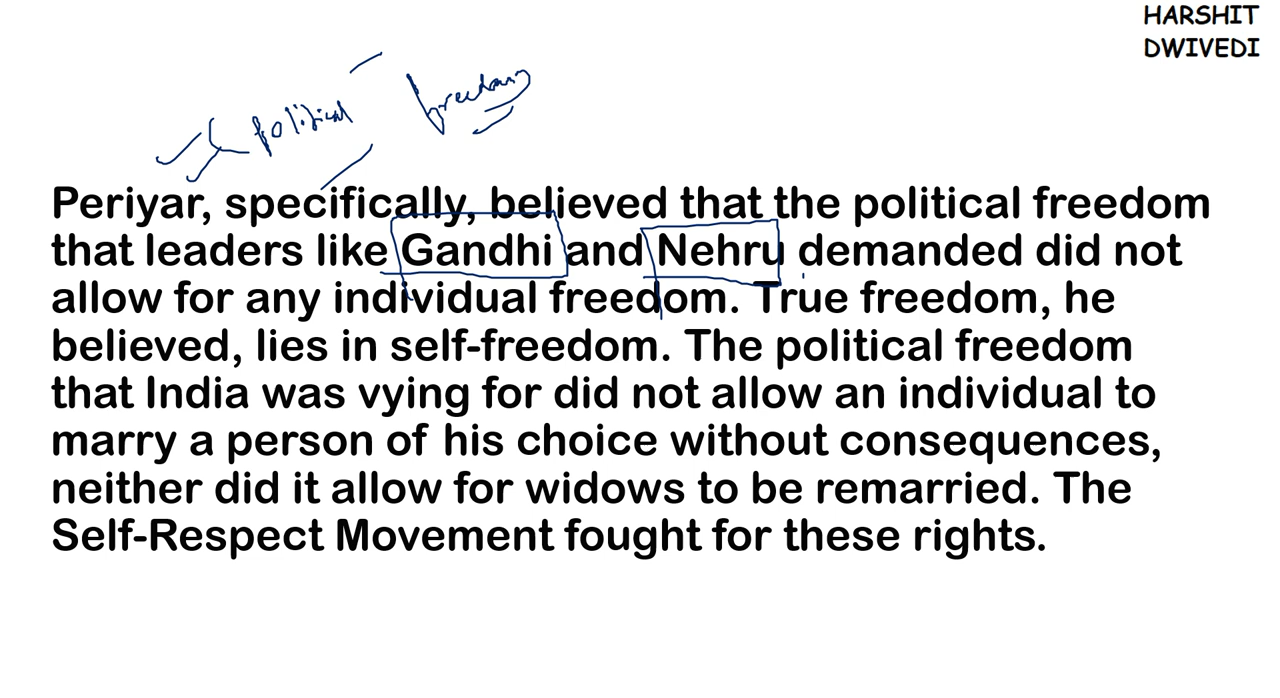 HARSHIT
DWIVEDI
political freedom
Periyar, specifically, believed that the political freedom
that leaders like Gandhi and Nehru demanded did not
allow for any individual freedom. True freedom, he
believed, lies in self-freedom. The political freedom
that India was vying for did not allow an individual to
marry a person of his choice without consequences,
neither did it allow for widows to be remarried. The
Self-Respect Movement fought for these rights.